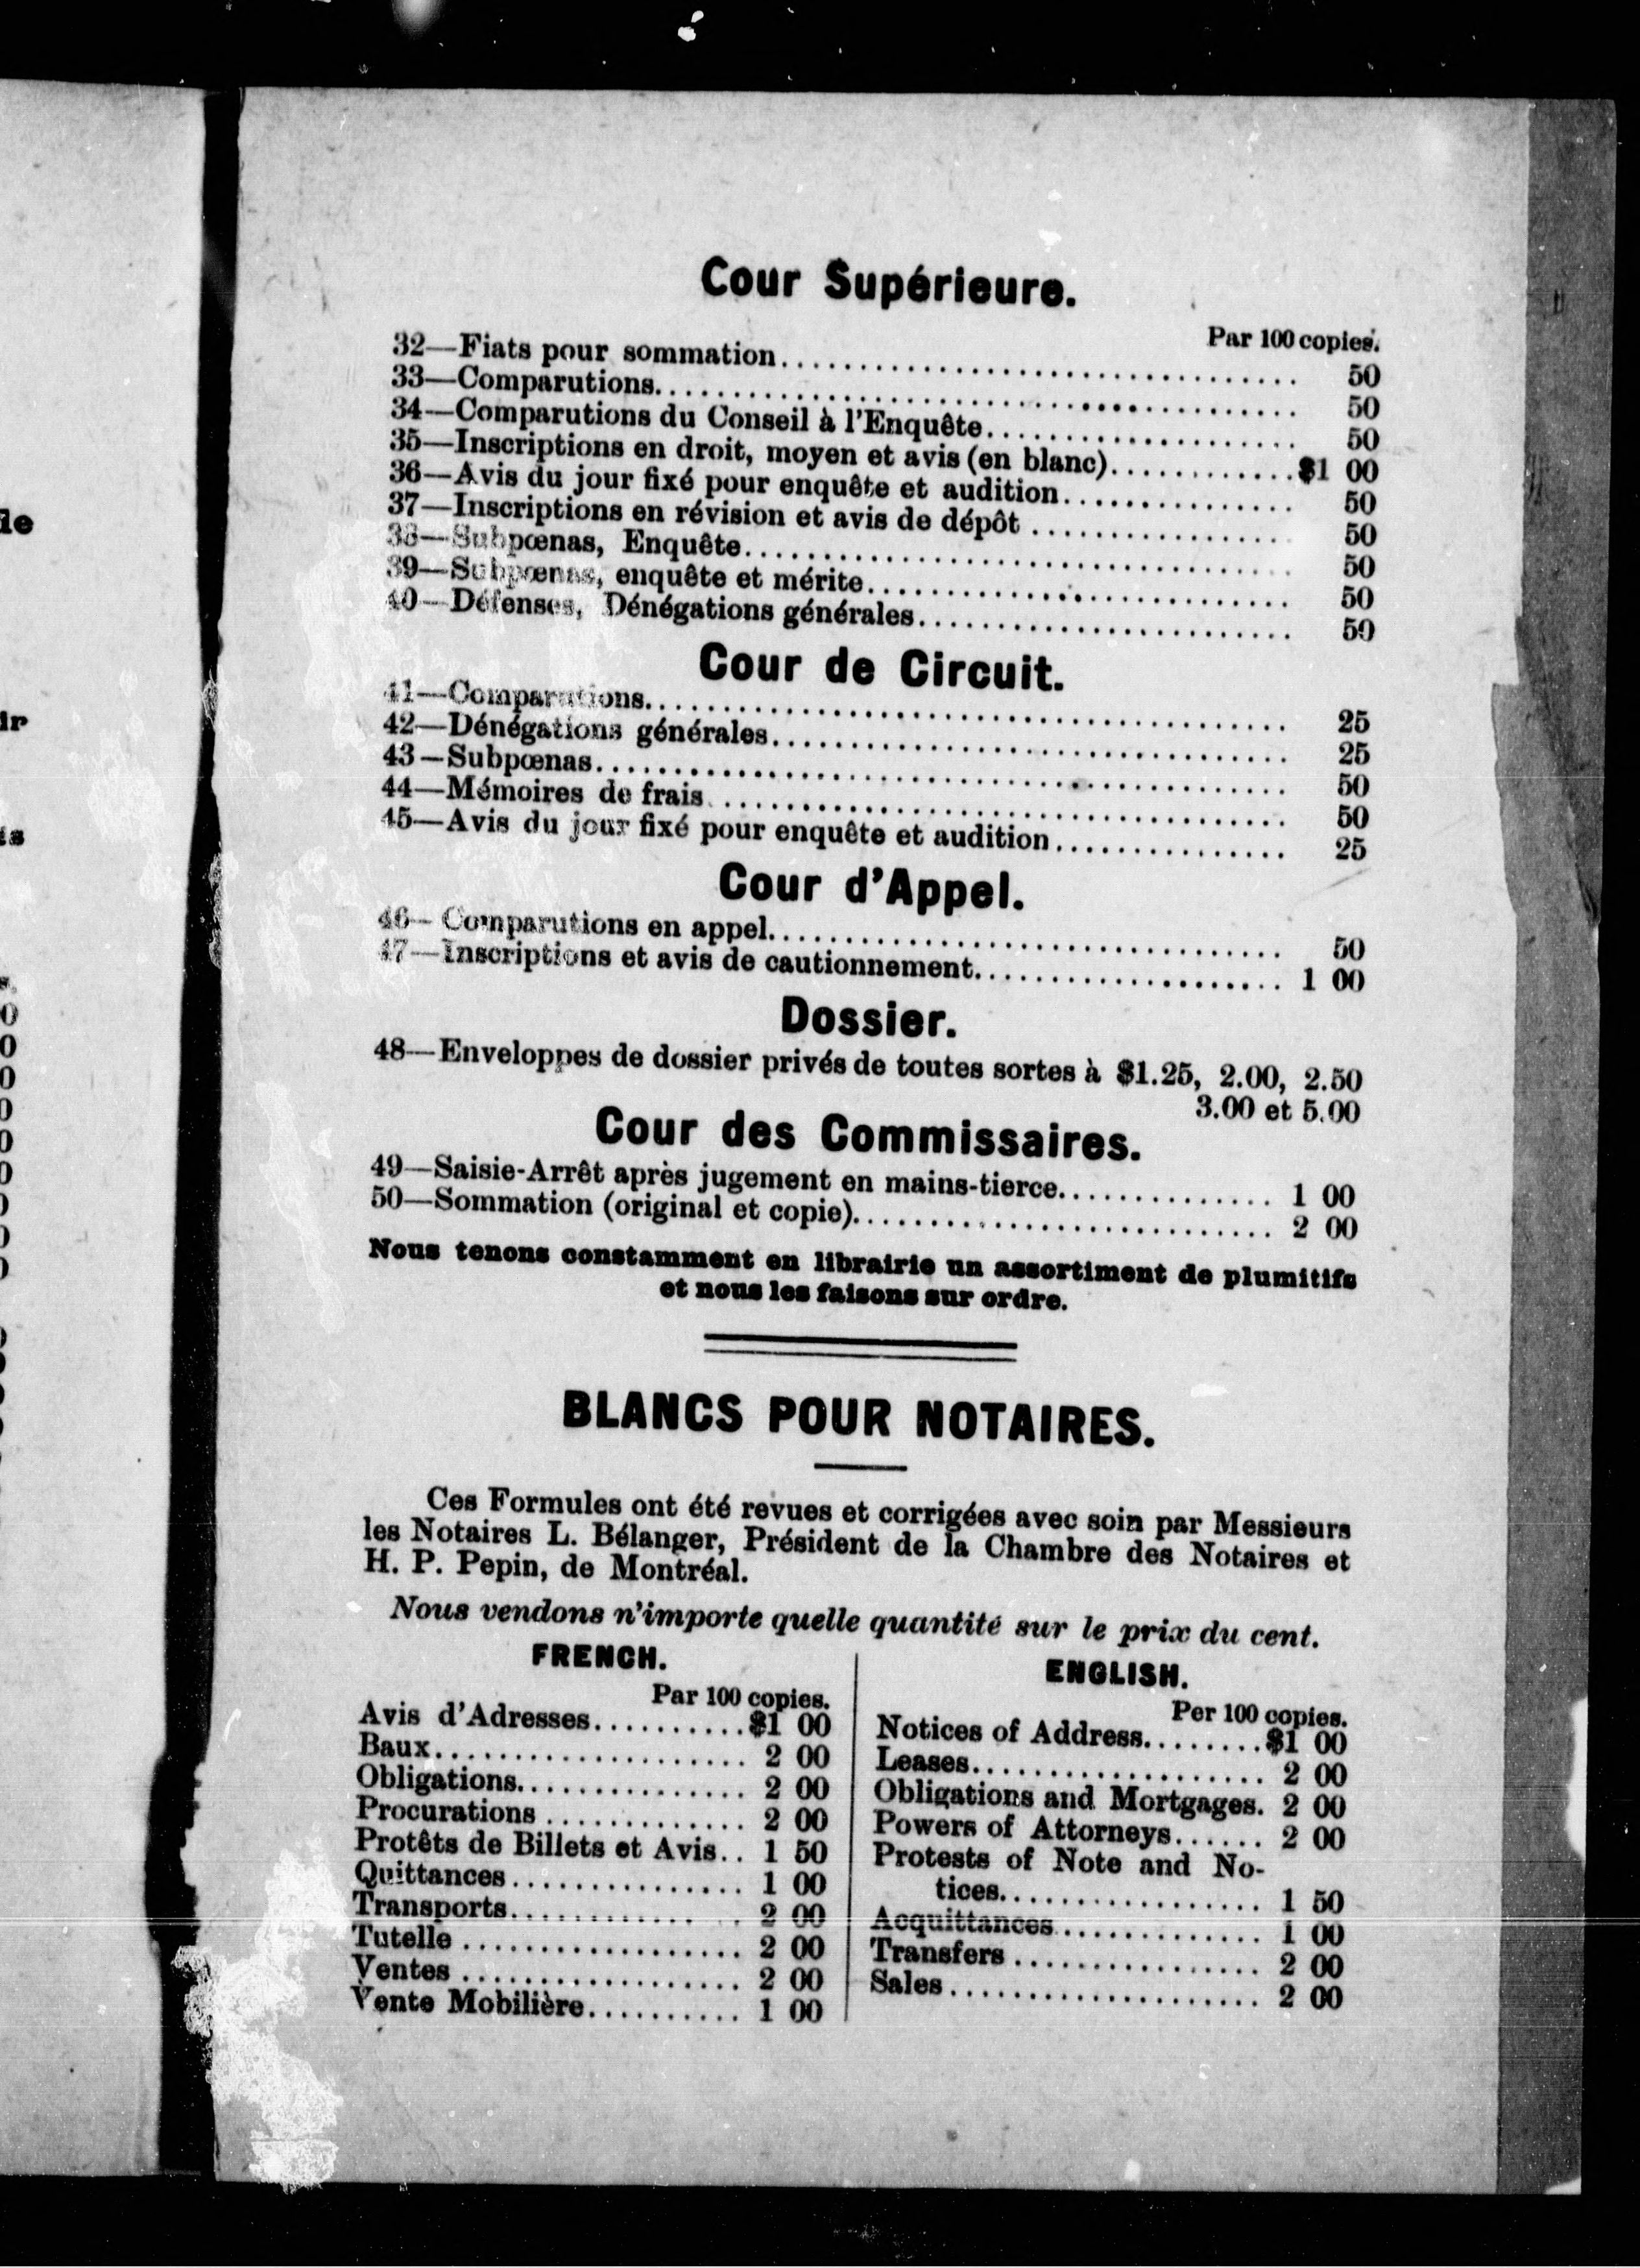 Cour Supérieure.
Par 100 copies.
32—Fiats pour sommation........ 50
33—Comparutions........ 50
34—Comparutions du Conseil à l'Enquête........ 50
35—Inscriptions en droit, moyen et avis (en blanc)........ $1 00
36—Avis du jour fixé pour enquête et audition........ 50
37—Inscriptions en révision et avis de dépôt ........ 50
38—Subpœnas, Enquête........ 50
39—Subpœnas, enquête et mérite........ 50
40—Défenses, Dénégations générales........ 50
Cour de Circuit.
41—Comparutions........ 25
42—Dénégations générales........ 25
43—Subpœnas........ 50
44—Mémoires de frais........ 50
45—Avis du jour fixé pour enquête et audition........ 25
Cour d'Appel.
46—Comparutions en appel........ 50
47—Inscriptions et avis de cautionnement........ 1 00
Dossier.
48—Enveloppes de dossier privés de toutes sortes à $1.25, 2.00, 2.50
3.00 et 5.00
Cour des Commissaires.
49—Saisie-Arrêt après jugement en mains-tierce........ 1 00
50—Sommation (original et copie)........ 2 00
Nous tenons constamment en librairie un assortiment de plumitifs
et nous les faisons sur ordre.
BLANCS POUR NOTAIRES.
Ces Formules ont été revues et corrigées avec soin par Messieurs
les Notaires L. Bélanger, Président de la Chambre des Notaires et
H. P. Pepin, de Montréal.
Nous vendons n'importe quelle quantité sur le prix du cent.
FRENCH.
Par 100 copies.
Avis d'Adresses........ $1 00
Baux........ 2 00
Obligations........ 2 00
Procurations ........ 2 00
Protêts de Billets et Avis.. 1 50
Quittances........ 1 00
Transports........ 2 00
Tutelle ........ 2 00
Ventes ........ 2 00
Vente Mobilière........ 1 00
ENGLISH.
Per 100 copies.
Notices of Address........ $1 00
Leases........ 2 00
Obligations and Mortgages. 2 00
Powers of Attorneys...... 2 00
Protests of Note and No-
tices........ 1 50
Acquittances........ 1 00
Transfers ........ 2 00
Sales........ 2 00